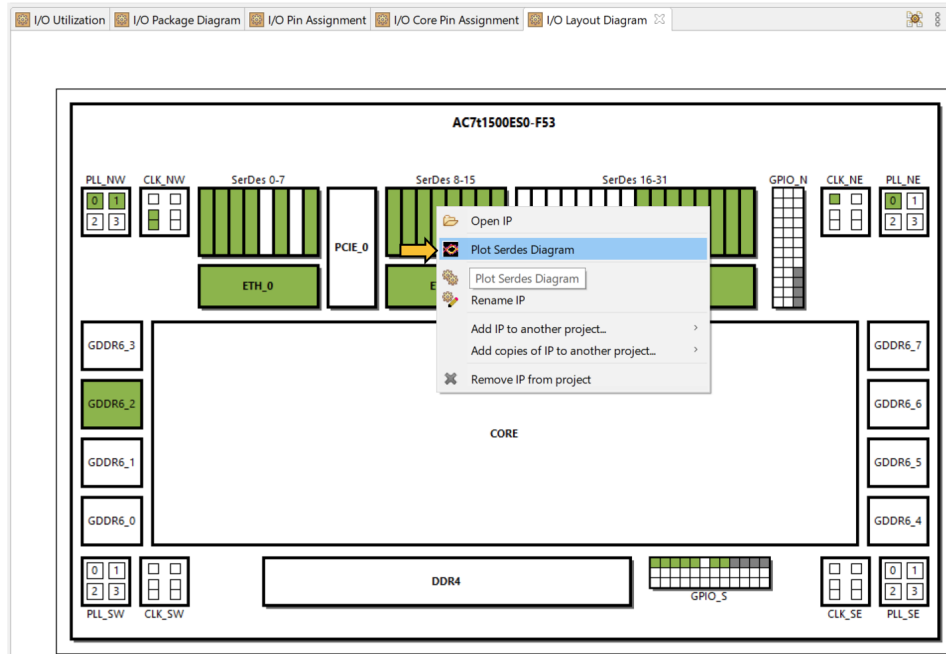 I/O Utilization I/O Package Diagram I/O Pin Assignment I/O Core Pin Assignment I/O Layout Diagram
AC7t1500ES0-F53
PLL_NW CLK_NW SerDes 0-7 SerDes 8-15 SerDes 16-31 GPIO_N CLK_NE PLL_NE
0 1 0 1
2 3 2 3
PCIE_0
ETH_0
E
Open IP
Plot Serdes Diagram
Plot Serdes Diagram
Rename IP
Add IP to another project...
Add copies of IP to another project...
Remove IP from project
GDDR6_3 GDDR6_7
GDDR6_2 GDDR6_6
CORE
GDDR6_1 GDDR6_5
GDDR6_0 GDDR6_4
0 1 0 1
2 3 2 3
DDR4
GPIO_S
PLL_SW CLK_SW CLK_SE PLL_SE